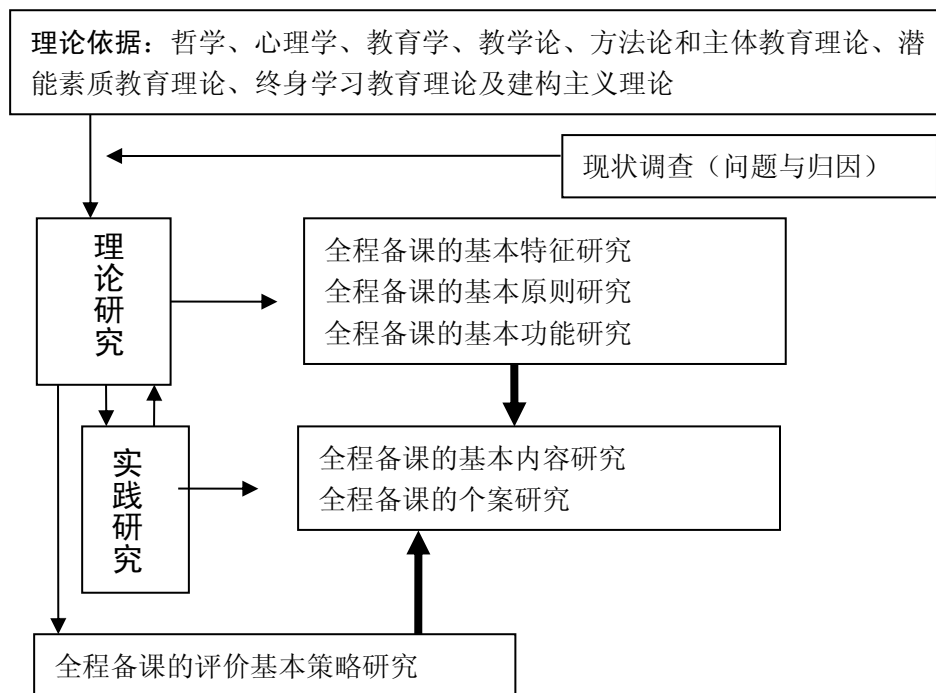 理论依据：哲学、心理学、教育学、教学论、方法论和主体教育理论、潜
能素质教育理论、终身学习教育理论及建构主义理论
现状调查（问题与归因）
理论研究
全程备课的基本特征研究
全程备课的基本原则研究
全程备课的基本功能研究
实践研究
全程备课的基本内容研究
全程备课的个案研究
全程备课的评价基本策略研究